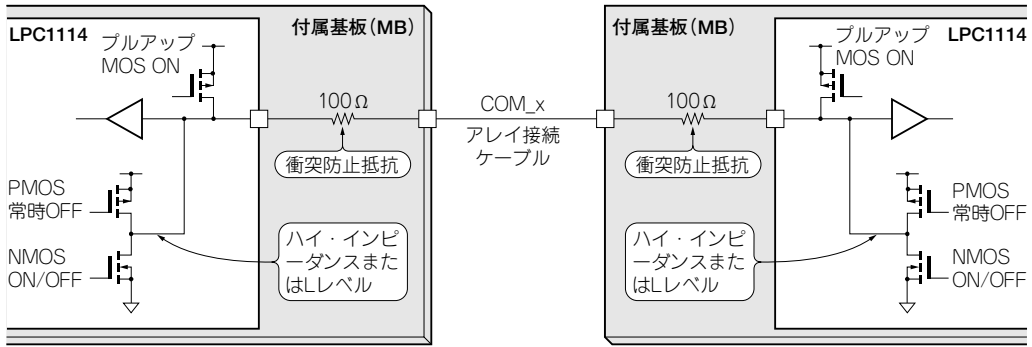 付属基板(MB)
LPC1114
プルアップ
MOS ON
100Ω
衝突防止抵抗
PMOS
常時OFF
NMOS
ON/OFF
ハイ・インピ
ーダンスまた
はLレベル
COM_x
アレイ接続
ケーブル
付属基板(MB)
LPC1114
プルアップ
MOS ON
100Ω
衝突防止抵抗
ハイ・インピ
ーダンスまた
はLレベル
PMOS
常時OFF
NMOS
ON/OFF